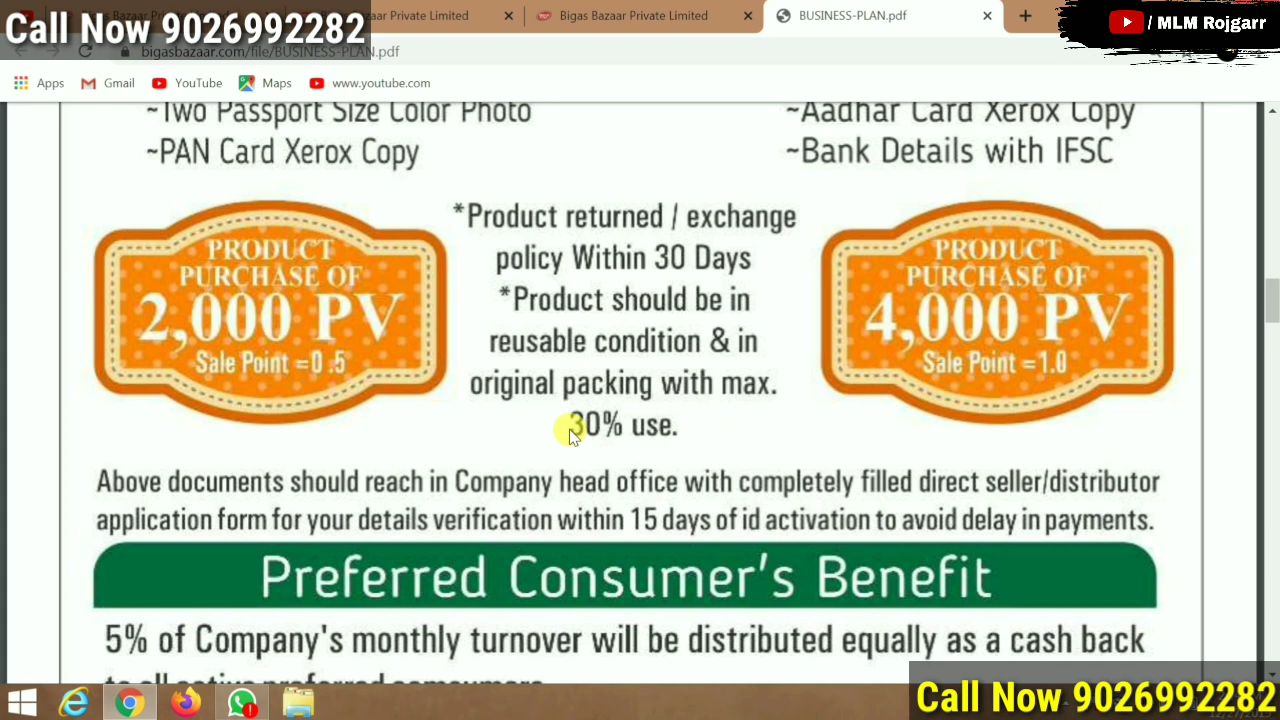 Call Now 9026992282
Bazaar Private Limited
Bigas Bazaar Private Limited
BUSINESS-PLAN.pdf
/ MLM Rojgarr
bigasbazaar.com/file/BUSINESS-PLAN.pdf
Apps Gmail YouTube Maps www.youtube.com
~Two Passport Size Color Photo
~Aadhar Card Xerox Copy
~PAN Card Xerox Copy
~Bank Details with IFSC
PRODUCT
PURCHASE OF
2,000 PV
Sale Point =0.5
*Product returned / exchange
policy Within 30 Days
*Product should be in
reusable condition & in
original packing with max.
30% use.
PRODUCT
PURCHASE OF
4,000 PV
Sale Point =1.0
Above documents should reach in Company head office with completely filled direct seller/distributor
application form for your details verification within 15 days of id activation to avoid delay in payments.
Preferred Consumer's Benefit
5% of Company's monthly turnover will be distributed equally as a cash back
Call Now 9026992282